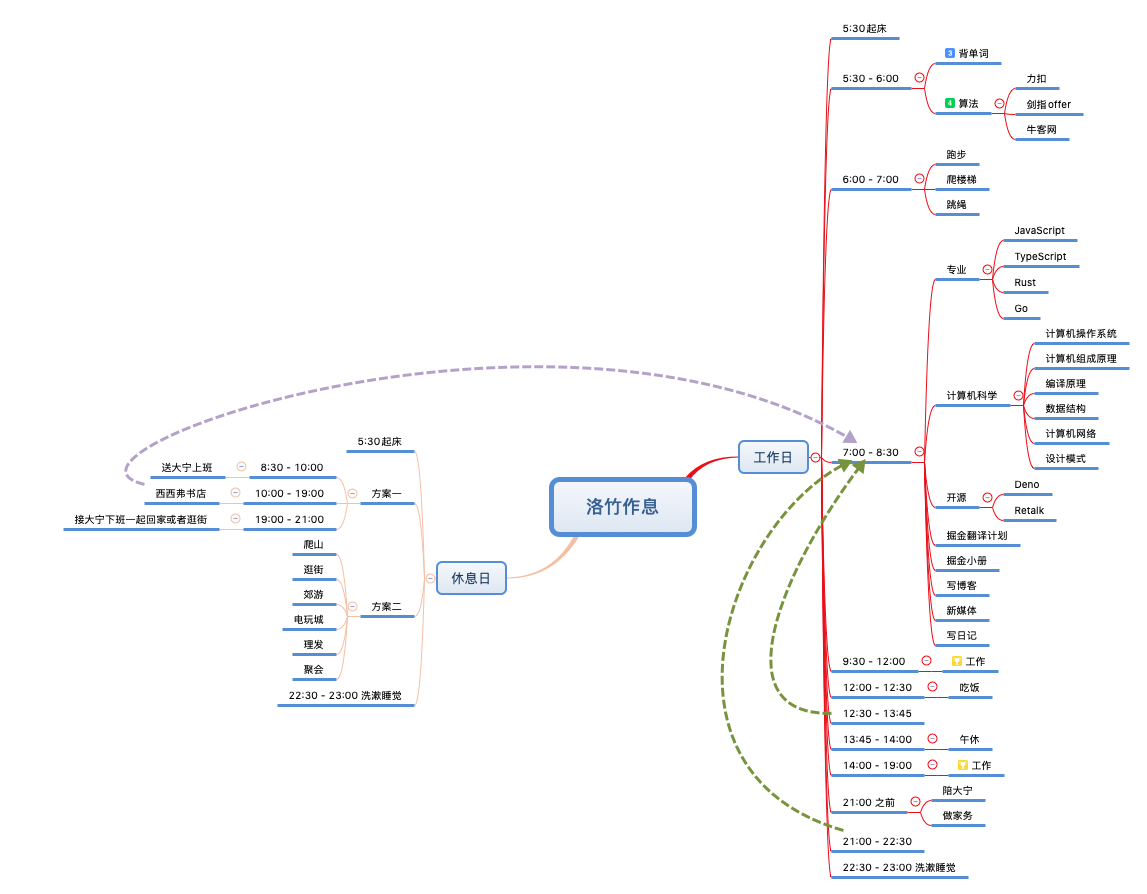 洛竹作息
工作日
5:30起床
5:30 - 6:00
3 背单词
4 算法
力扣
剑指offer
牛客网
6:00 - 7:00
跑步
爬楼梯
跳绳
7:00 - 8:30
专业
JavaScript
TypeScript
Rust
Go
计算机科学
计算机操作系统
计算机组成原理
编译原理
数据结构
计算机网络
设计模式
开源
Deno
Retalk
掘金翻译计划
掘金小册
写博客
新媒体
写日记
9:30 - 12:00
工作
12:00 - 12:30
吃饭
12:30 - 13:45
13:45 - 14:00
午休
14:00 - 19:00
工作
21:00 之前
陪大宁
做家务
21:00 - 22:30
22:30 - 23:00 洗漱睡觉
休息日
5:30起床
方案一
8:30 - 10:00
送大宁上班
10:00 - 19:00
西西弗书店
19:00 - 21:00
接大宁下班一起回家或者逛街
方案二
爬山
逛街
郊游
电玩城
理发
聚会
22:30 - 23:00 洗漱睡觉